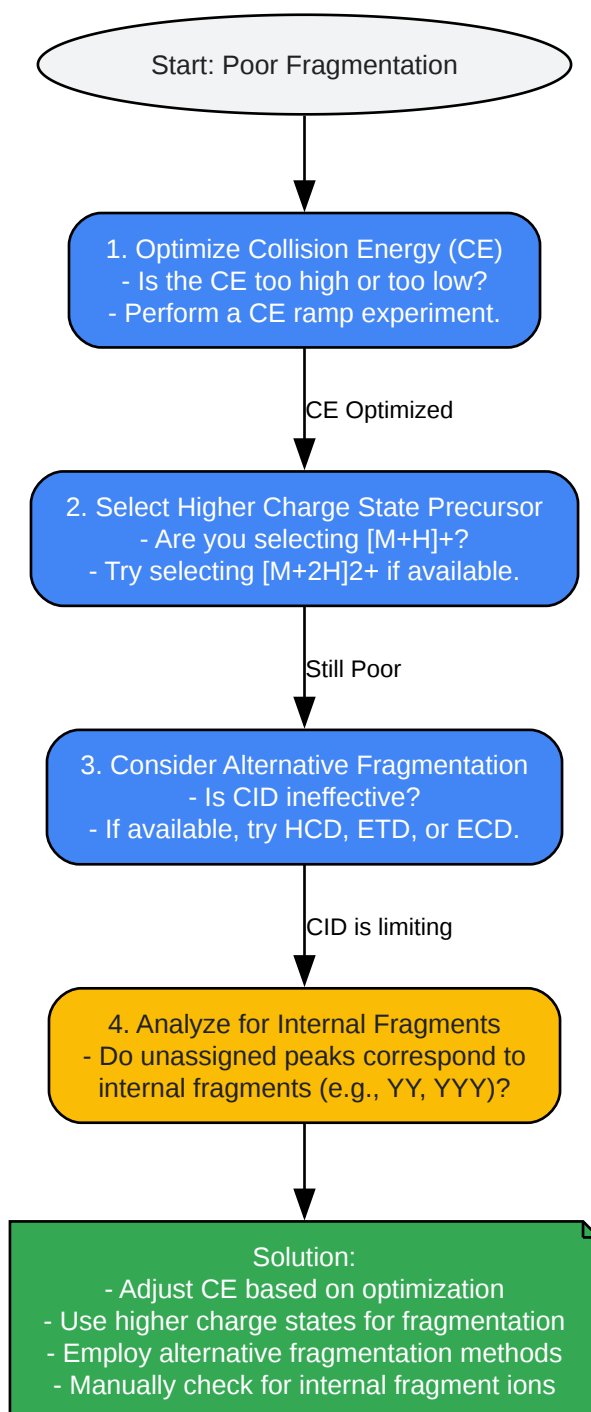 Start: Poor Fragmentation
1. Optimize Collision Energy (CE)
- Is the CE too high or too low?
- Perform a CE ramp experiment.
CE Optimized
2. Select Higher Charge State Precursor
- Are you selecting [M+H]+?
- Try selecting [M+2H]2+ if available.
Still Poor
3. Consider Alternative Fragmentation
- Is CID ineffective?
- If available, try HCD, ETD, or ECD.
CID is limiting
4. Analyze for Internal Fragments
- Do unassigned peaks correspond to
internal fragments (e.g., YY, YYY)?
Solution:
- Adjust CE based on optimization
- Use higher charge states for fragmentation
- Employ alternative fragmentation methods
- Manually check for internal fragment ions